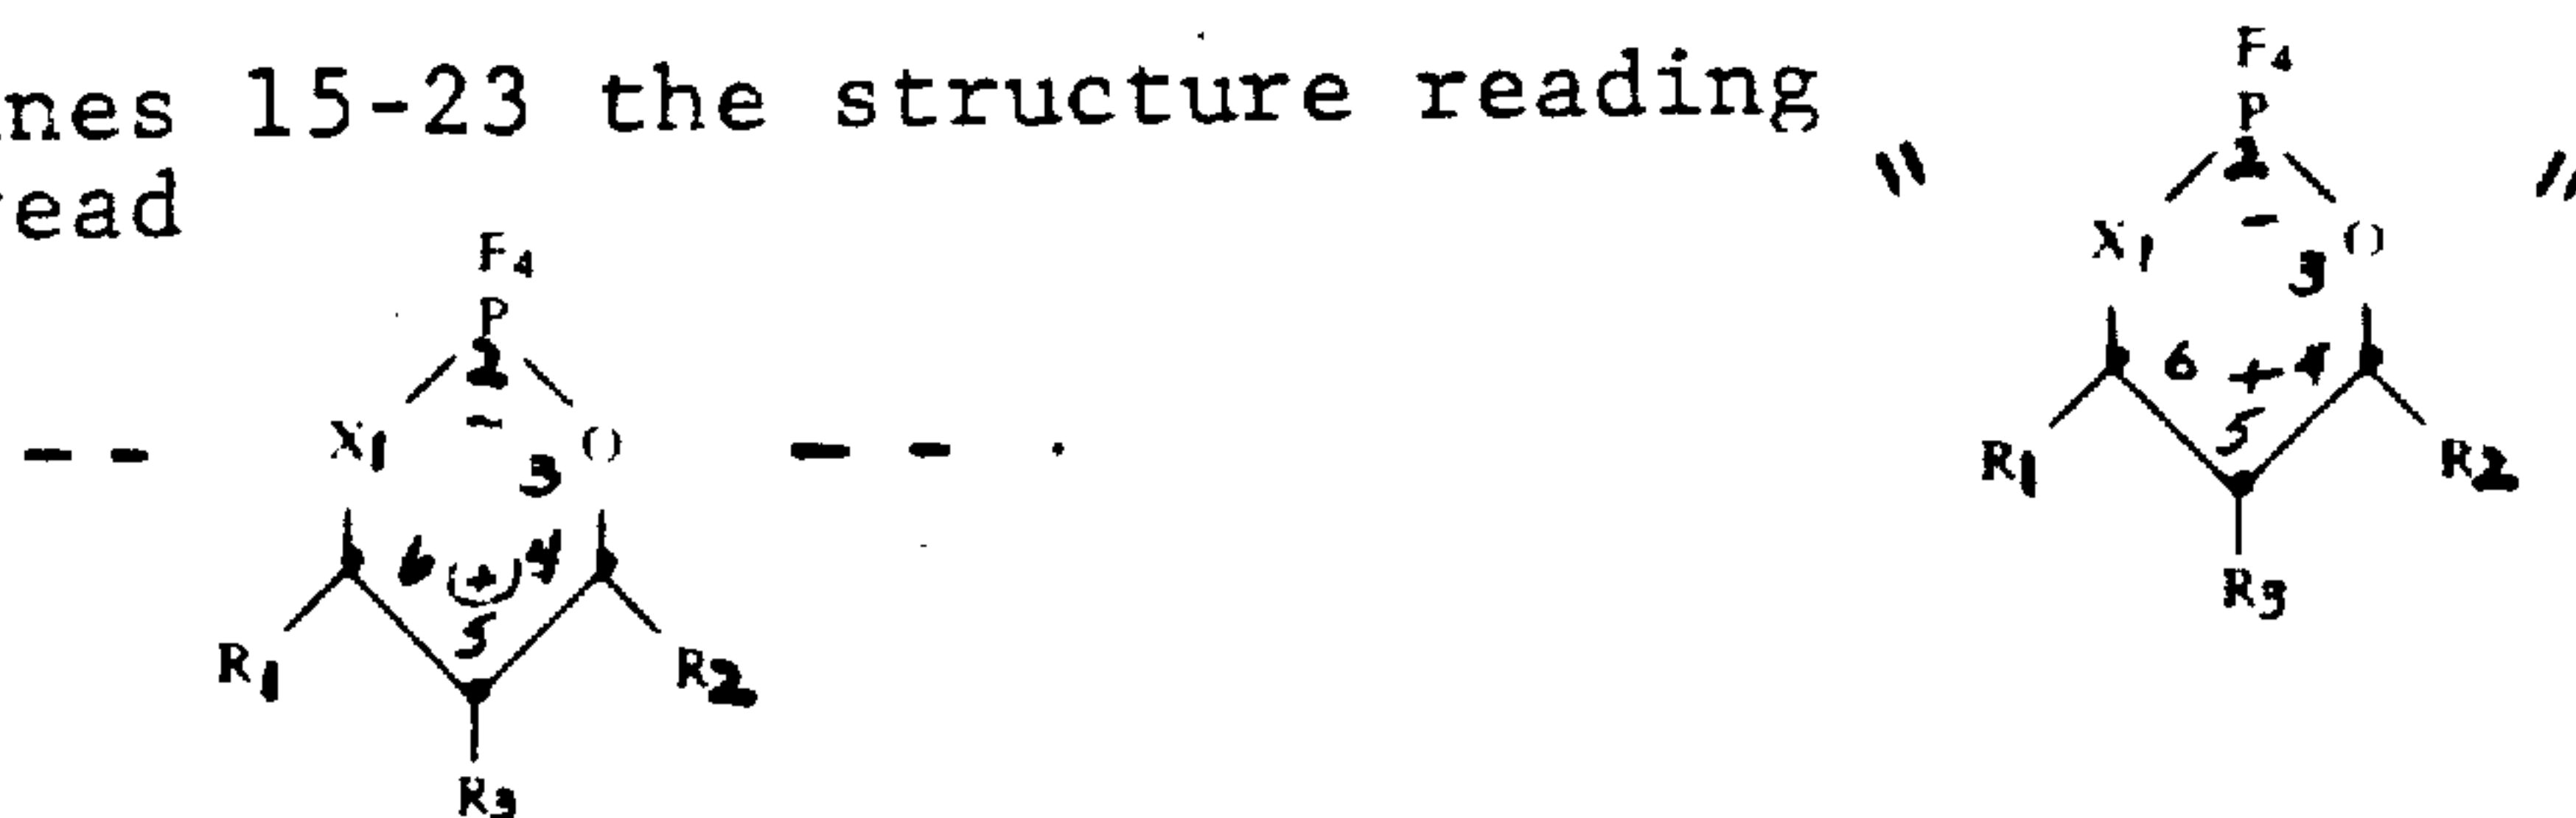 nes 15-23 the structure reading "
"
read
F4
P
2
X1 - 3 O
6 + 4
5
R1 R2
R3
F4
P
2
-- X1 - 3 O -- .
6 (+) 4
5
R1 R2
R3